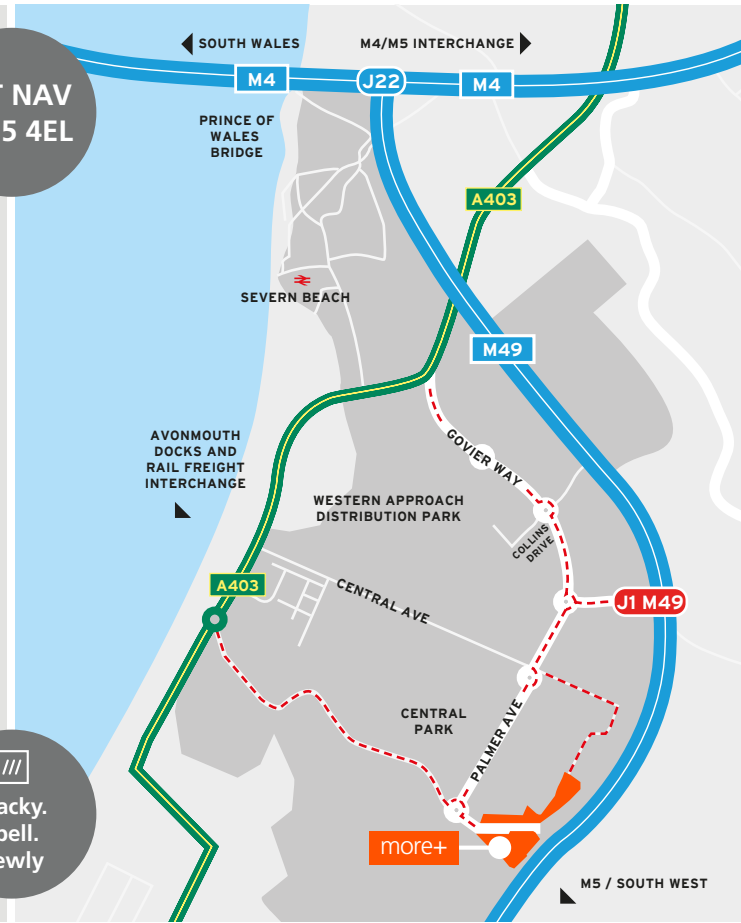 SOUTH WALES
M4/M5 INTERCHANGE
M4
J22
M4
NAV
5 4EL
PRINCE OF
WALES
BRIDGE
A403
SEVERN BEACH
M49
AVONMOUTH
DOCKS AND
RAIL FREIGHT
INTERCHANGE
GOVIER WAY
WESTERN APPROACH
DISTRIBUTION PARK
COLLINS
DRIVE
A403
CENTRAL AVE
J1 M49
CENTRAL
PARK
PALMER AVE
///
acky.
pell.
ewly
more+
M5 / SOUTH WEST